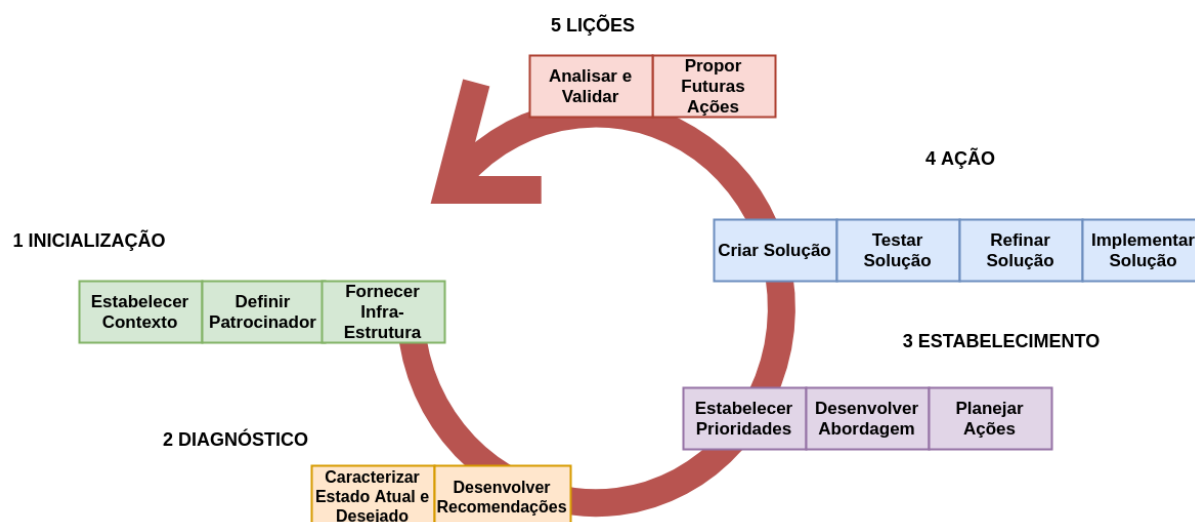 5 LIÇÕES
Analisar e
Validar
Propor
Futuras
Ações
4 AÇÃO
Criar Solução
Testar
Solução
Refinar
Solução
Implementar
Solução
1 INICIALIZAÇÃO
Estabelecer
Contexto
Definir
Patrocinador
Fornecer
Infra-
Estrutura
3 ESTABELECIMENTO
Estabelecer
Prioridades
Desenvolver
Abordagem
Planejar
Ações
2 DIAGNÓSTICO
Caracterizar
Estado Atual e
Desejado
Desenvolver
Recomendações